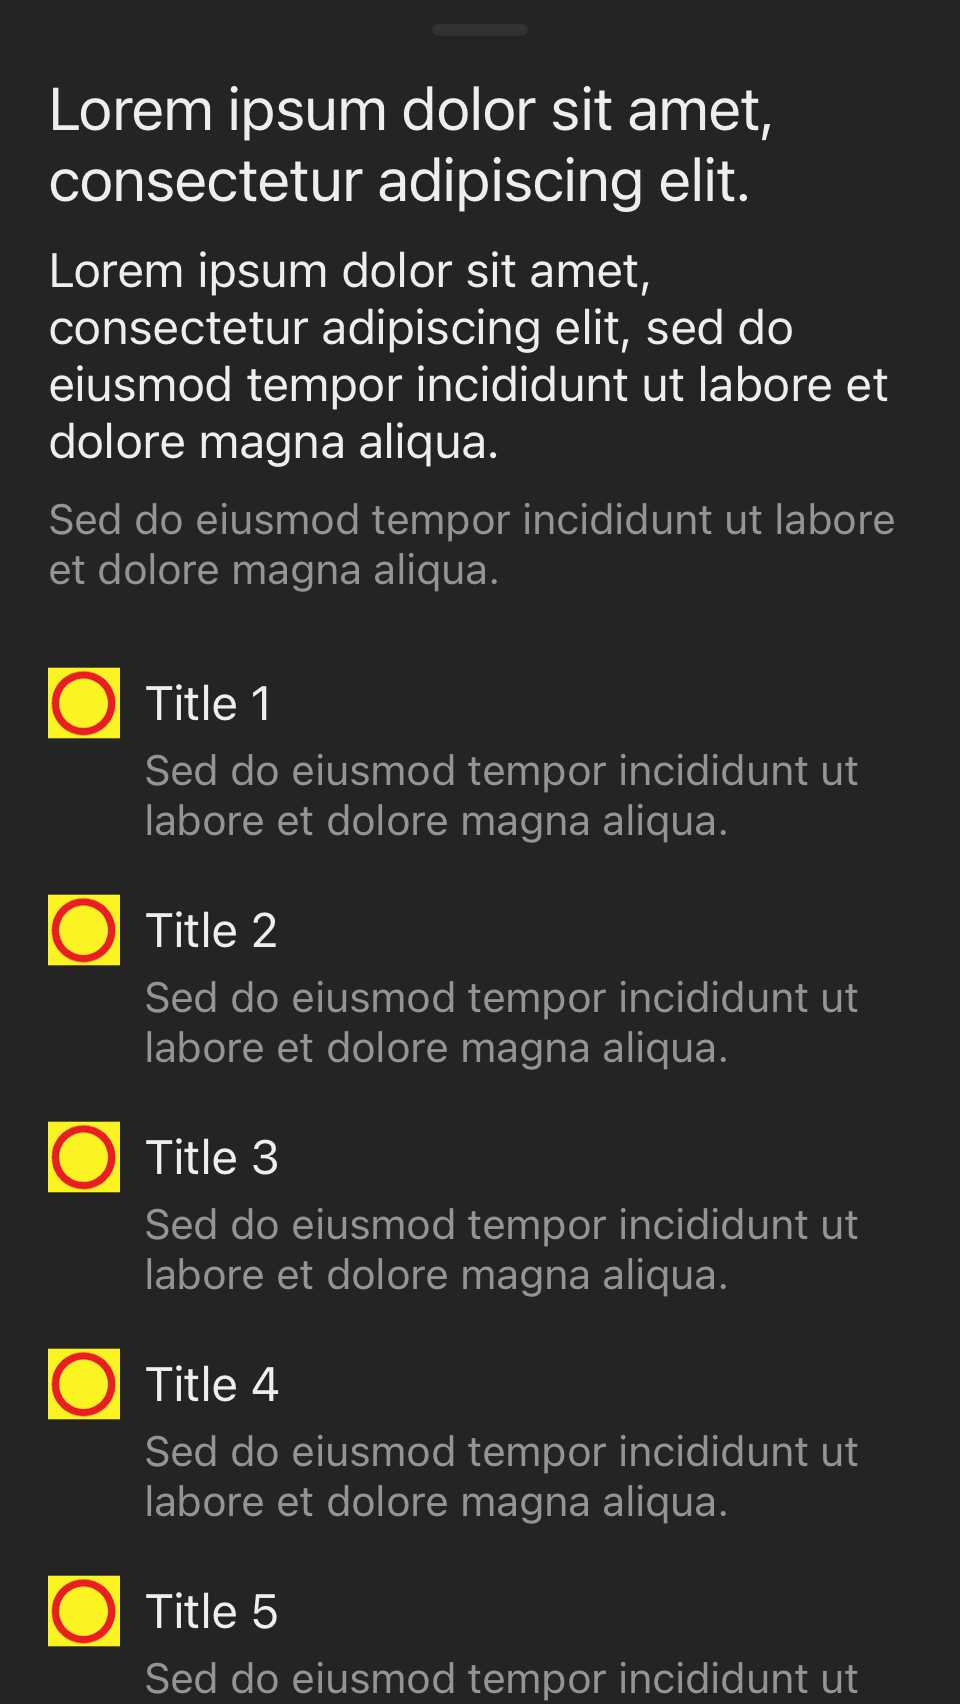 Lorem ipsum dolor sit amet,
consectetur adipiscing elit.
Lorem ipsum dolor sit amet,
consectetur adipiscing elit, sed do
eiusmod tempor incididunt ut labore et
dolore magna aliqua.
Sed do eiusmod tempor incididunt ut labore
et dolore magna aliqua.
Title 1
Sed do eiusmod tempor incididunt ut
labore et dolore magna aliqua.
Title 2
Sed do eiusmod tempor incididunt ut
labore et dolore magna aliqua.
Title 3
Sed do eiusmod tempor incididunt ut
labore et dolore magna aliqua.
Title 4
Sed do eiusmod tempor incididunt ut
labore et dolore magna aliqua.
Title 5
Sed do eiusmod tempor incididunt ut